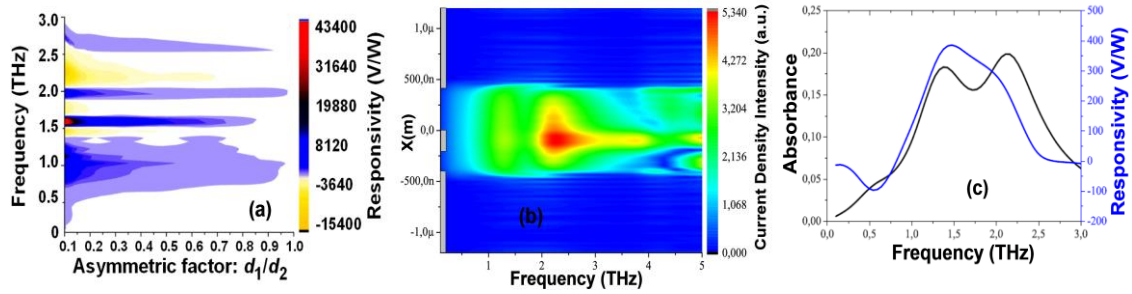 Frequency (THz)
3.0
2.5
2.0
1.5
1.0
0.5
0
0.1 0.2 0.3 0.4 0.5 0.6 0.7 0.8 0.9 1.0
Asymmetric factor: d1/d2
(a)
43400
31640
19880
8120
-3640
-15400
Responsivity (V/W)
X(m)
1,0µ
500,0n
0,0
-500,0n
-1,0µ
1 2 3 4 5
Frequency (THz)
(b)
5,340
4,272
3,204
2,136
1,068
0,000
Current Density Intensity (a.u.)
Absorbance
0,25
0,20
0,15
0,10
0,05
0,00
0,0 0,5 1,0 1,5 2,0 2,5 3,0
Frequency (THz)
(c)
500
400
300
200
100
0
-100
-200
Responsivity (V/W)